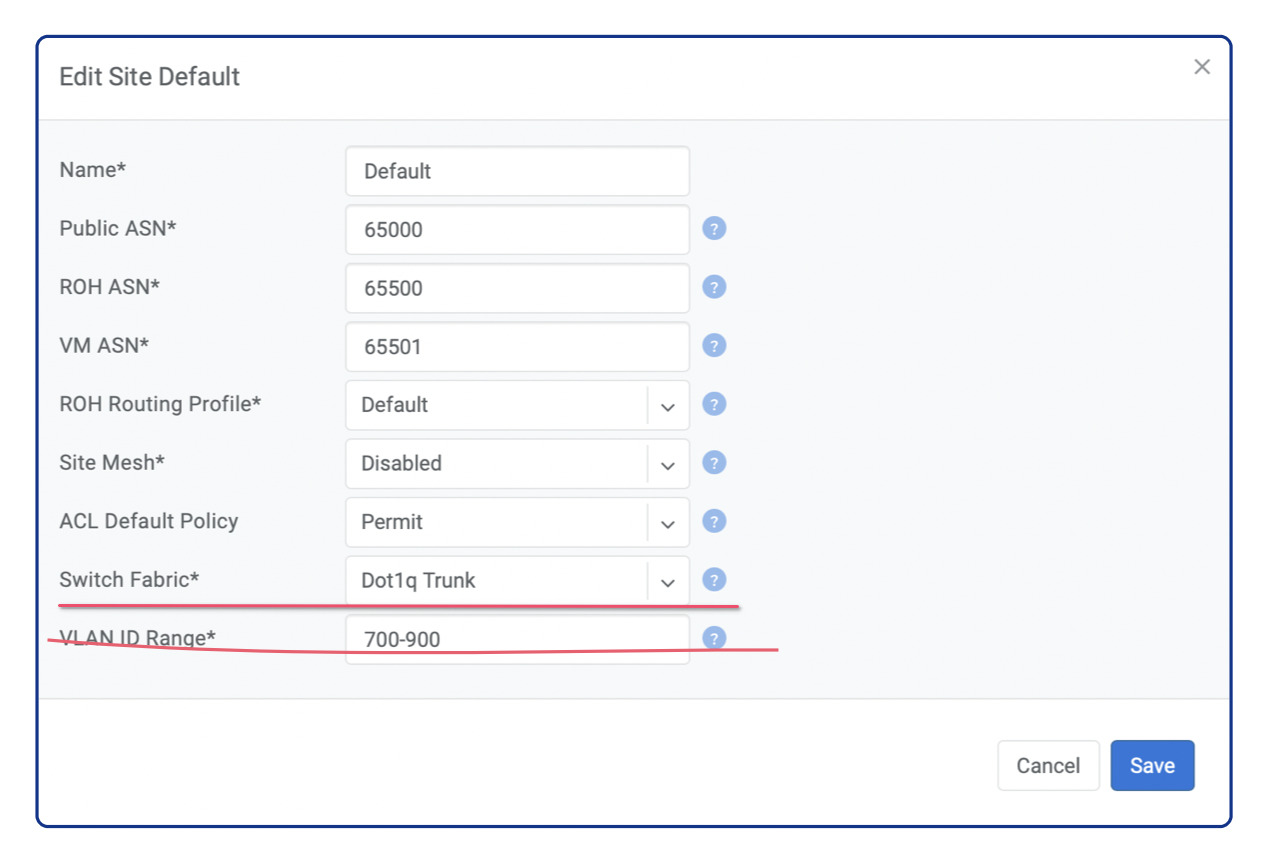 Edit Site Default
Name* Default
Public ASN* 65000 ?
ROH ASN* 65500 ?
VM ASN* 65501 ?
ROH Routing Profile* Default ?
Site Mesh* Disabled ?
ACL Default Policy Permit ?
Switch Fabric* Dot1q Trunk ?
VLAN ID Range* 700-900 ?
Cancel Save